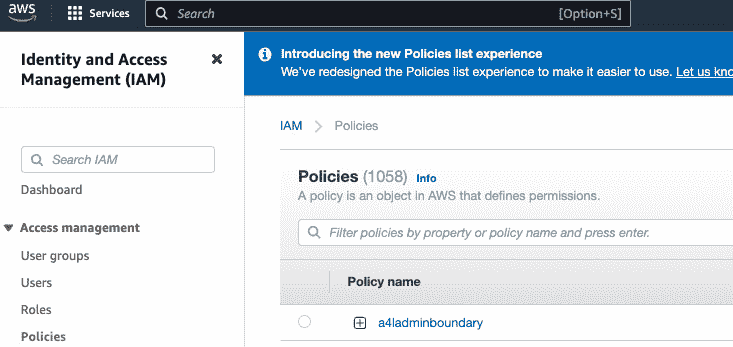 aws
Services
Search
[Option+S]
Identity and Access
Management (IAM)
Search IAM
Dashboard
Access management
User groups
Users
Roles
Policies
Introducing the new Policies list experience
We've redesigned the Policies list experience to make it easier to use. Let us kno
IAM
Policies
Policies (1058) Info
A policy is an object in AWS that defines permissions.
Filter policies by property or policy name and press enter.
Policy name
a4ladminboundary